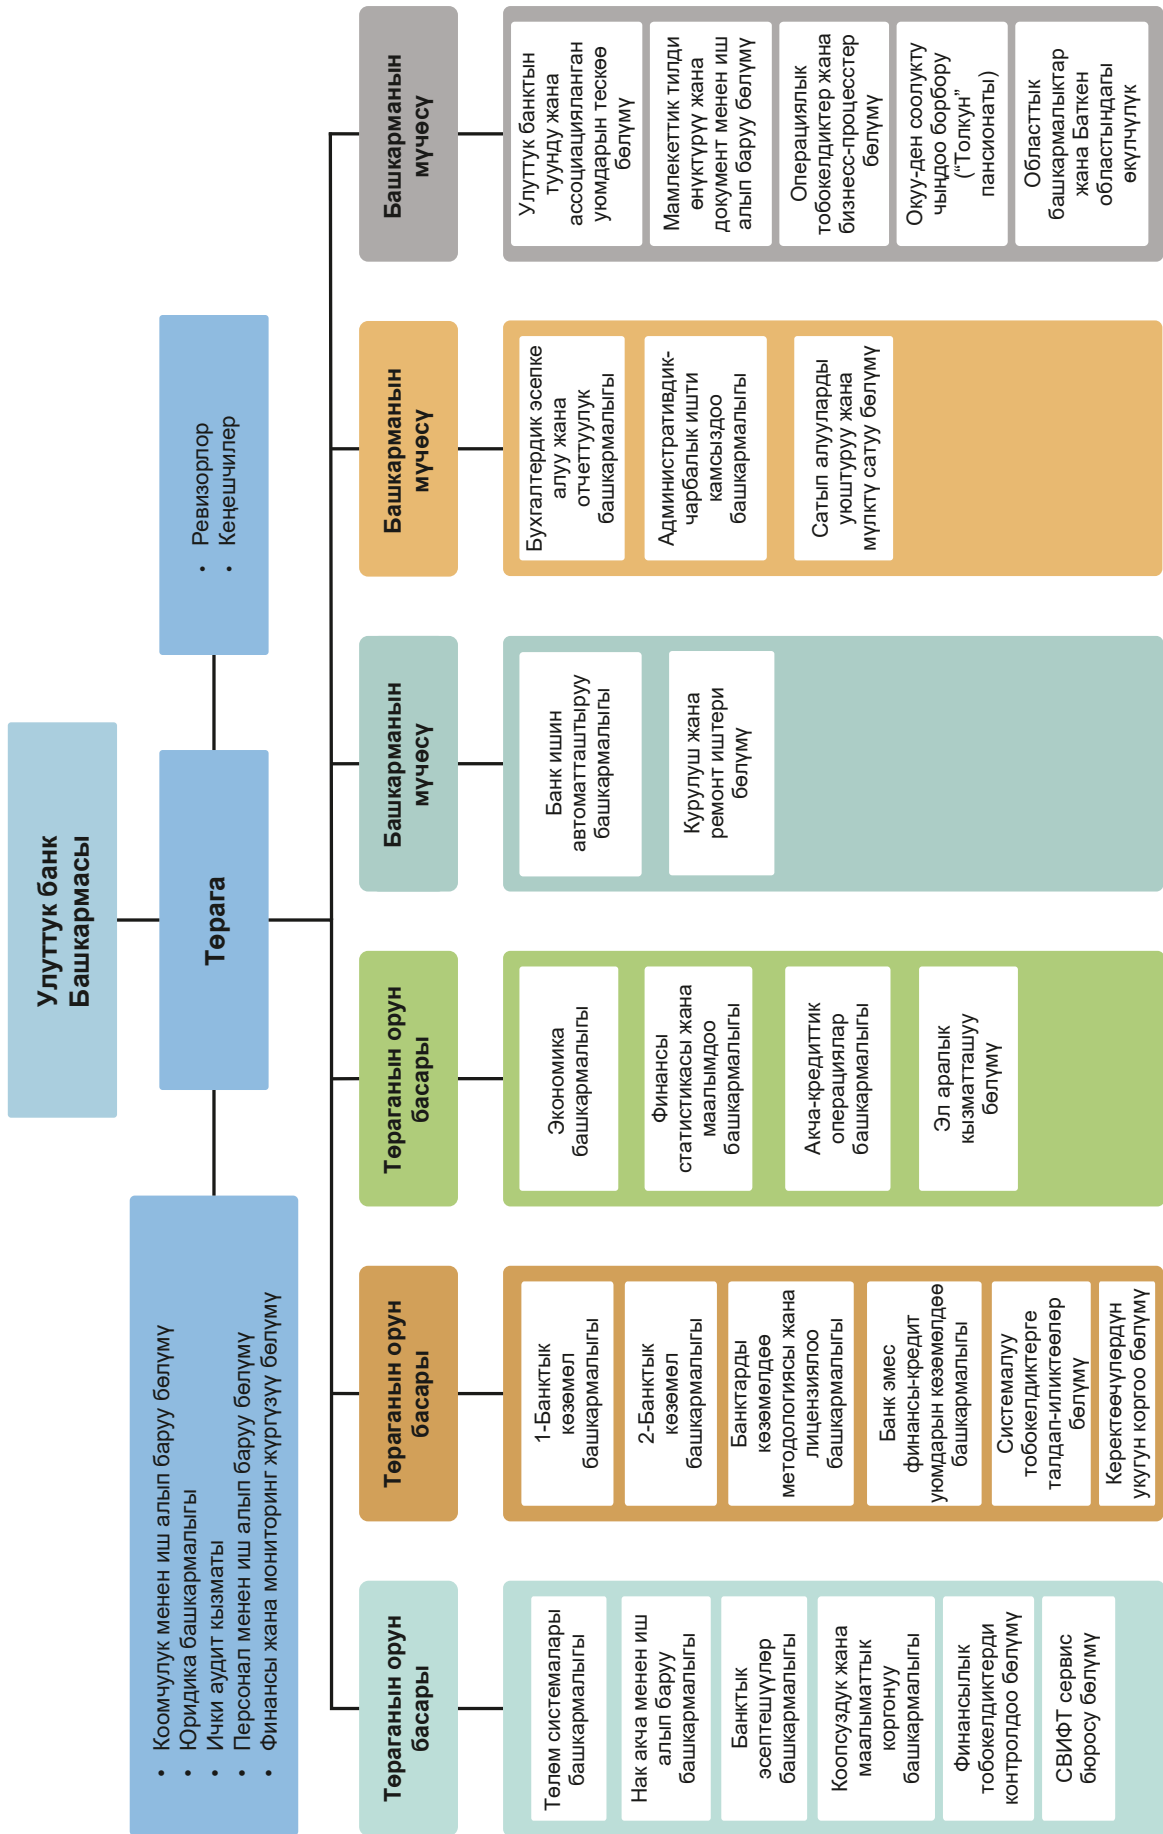 Улуттук банк
Башкармасы
• Коомчулук менен иш алып баруу бөлүмү
• Юридика башкармалыгы
• Ички аудит кызматы
• Персонал менен иш алып баруу бөлүмү
• Финансы жана мониторинг жүргүзүү бөлүмү
Төрага
• Ревизорлор
• Кеңешчилер
Төраганын орун
басары
Төлөм системалары
башкармалыгы
Нак акча менен иш
алып баруу
башкармалыгы
Банктык
эсептешүүлөр
башкармалыгы
Коопсуздук жана
маалыматтык
коргонуу
башкармалыгы
Финансылык
тобокелдиктерди
контролдоо бөлүмү
СВИФТ сервис
бюросу бөлүмү
Төраганын орун
басары
1-Банктык
көзөмөл
башкармалыгы
2-Банктык
көзөмөл
башкармалыгы
Банктарды
көзөмөлдөө
методологиясы жана
лицензиялоо
башкармалыгы
Банк эмес
финансы-кредит
уюмдарын көзөмөлдөө
башкармалыгы
Системалуу
тобокелдиктерге
талдап-иликтөөлөр
бөлүмү
Керектөөчүлөрдүн
укугун коргоо бөлүмү
Төраганын орун
басары
Экономика
башкармалыгы
Финансы
статистикасы жана
маалымдоо
башкармалыгы
Акча-кредиттик
операциялар
башкармалыгы
Эл аралык
кызматташуу
бөлүмү
Башкарманын
мүчөсү
Банк ишин
автоматташтыруу
башкармалыгы
Курулуш жана
ремонт иштери
бөлүмү
Башкарманын
мүчөсү
Бухгалтердик эсепке
алуу жана
отчеттуулук
башкармалыгы
Административдик-
чарбалык ишти
камсыздоо
башкармалыгы
Сатып алууларды
уюштуруу жана
мүлктү сатуу бөлүмү
Башкарманын
мүчөсү
Улуттук банктын
туунду жана
ассоциацияланган
уюмдарын тескөө
бөлүмү
Мамлекеттик тилди
өнүктүрүү жана
документ менен иш
алып баруу бөлүмү
Операциялык
тобокелдиктер жана
бизнесс-процесстер
бөлүмү
Окуу-ден соолукту
чыңдоо борбору
(“Толкун”
пансионаты)
Областтык
башкармалыктар
жана Баткен
областындагы
өкүлчүлүк